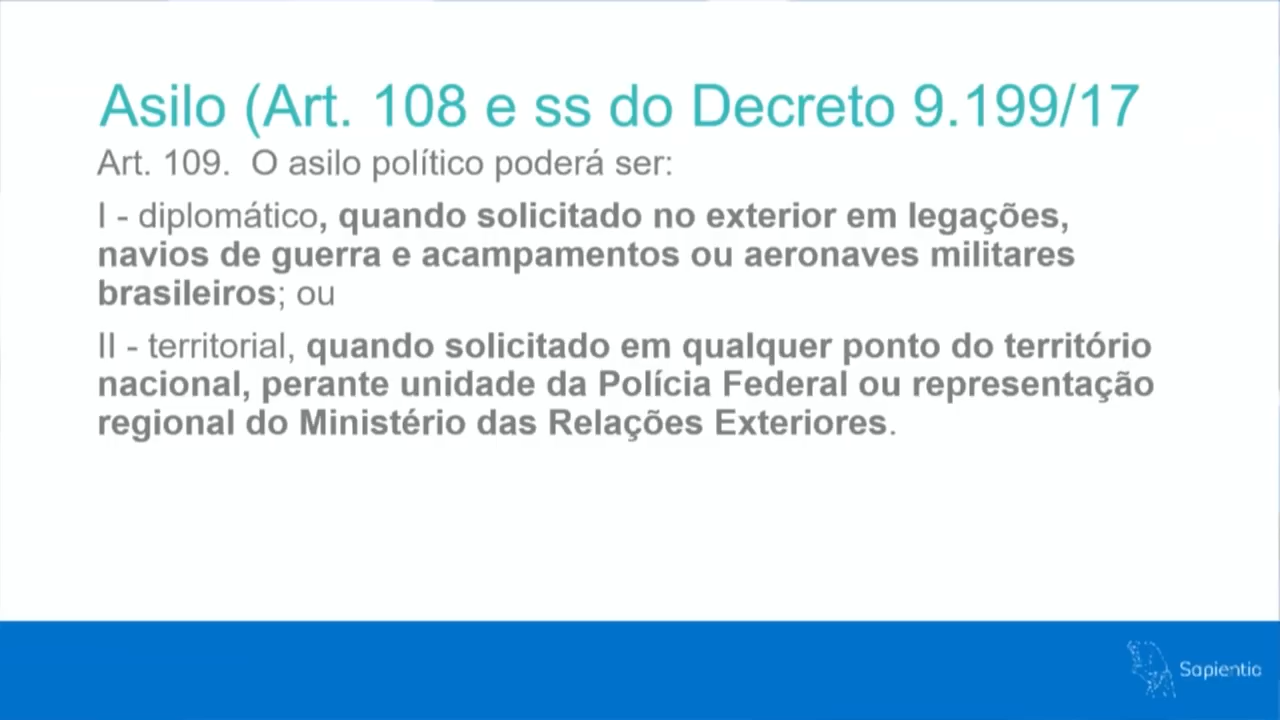 Asilo (Art. 108 e ss do Decreto 9.199/17
Art. 109.  O asilo político poderá ser:
I - diplomático, quando solicitado no exterior em legações,
navios de guerra e acampamentos ou aeronaves militares
brasileiros; ou
II - territorial, quando solicitado em qualquer ponto do território
nacional, perante unidade da Polícia Federal ou representação
regional do Ministério das Relações Exteriores.
Sapientia